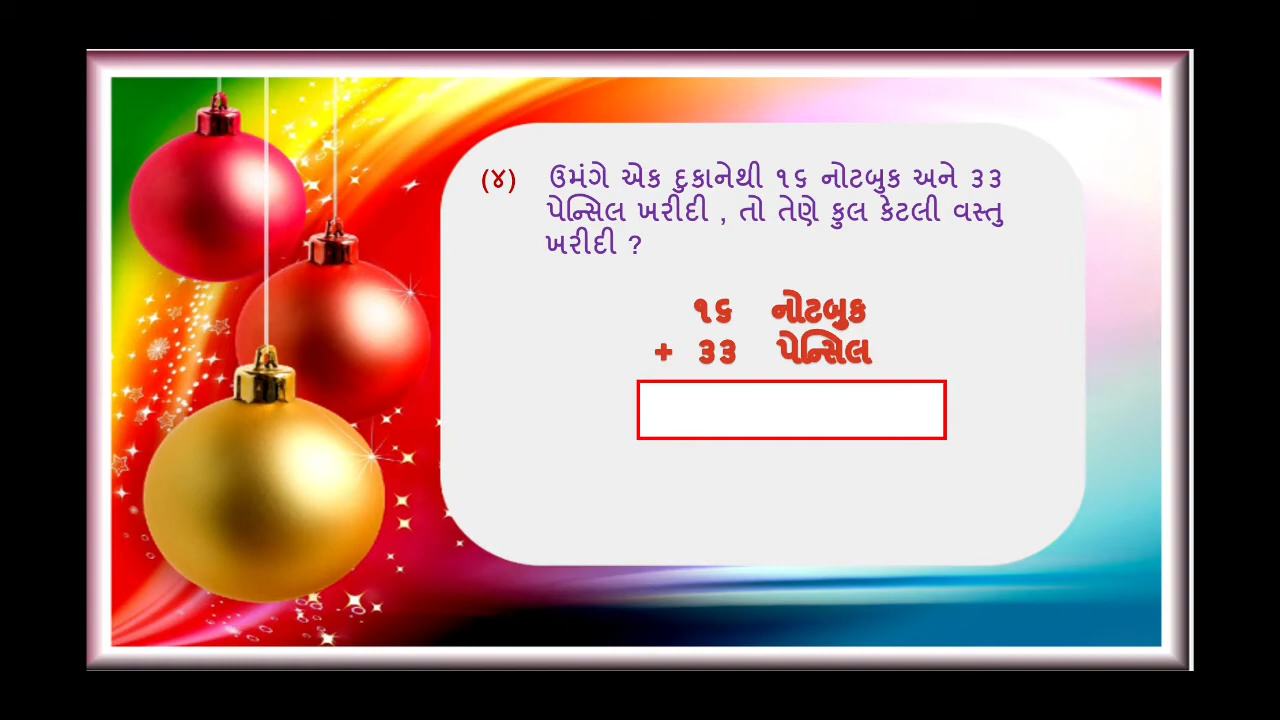 (૪) ઉમંગે એક દુકાનેથી ૧૬ નોટબુક અને ૩૩
પેન્સિલ ખરીદી , તો તેણે કુલ કેટલી વસ્તુ
ખરીદી ?
૧૬ નોટબુક
+ ૩૩ પેન્સિલ